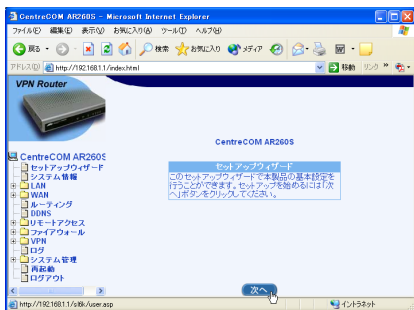 CentreCOM AR260S - Microsoft Internet Explorer
ファイル(F) 編集(E) 表示(V) お気に入り(A) ツール(T) ヘルプ(H)
戻る 検索 お気に入り メディア
アドレス(D) http://192.168.1.1/index.html 移動 リンク »
VPN Router
CentreCOM AR260S
CentreCOM AR260S
セットアップウィザード
システム情報
LAN
WAN
ルーティング
DDNS
リモートアクセス
ファイアウォール
VPN
ログ
システム管理
再起動
ログアウト
セットアップウィザード
このセットアップウィザードで本製品の基本設定を
行うことができます。セットアップを始めるには「次
へ」ボタンをクリックしてください。
次へ
http://192.168.1.1/sl6k/user.asp イントラネット